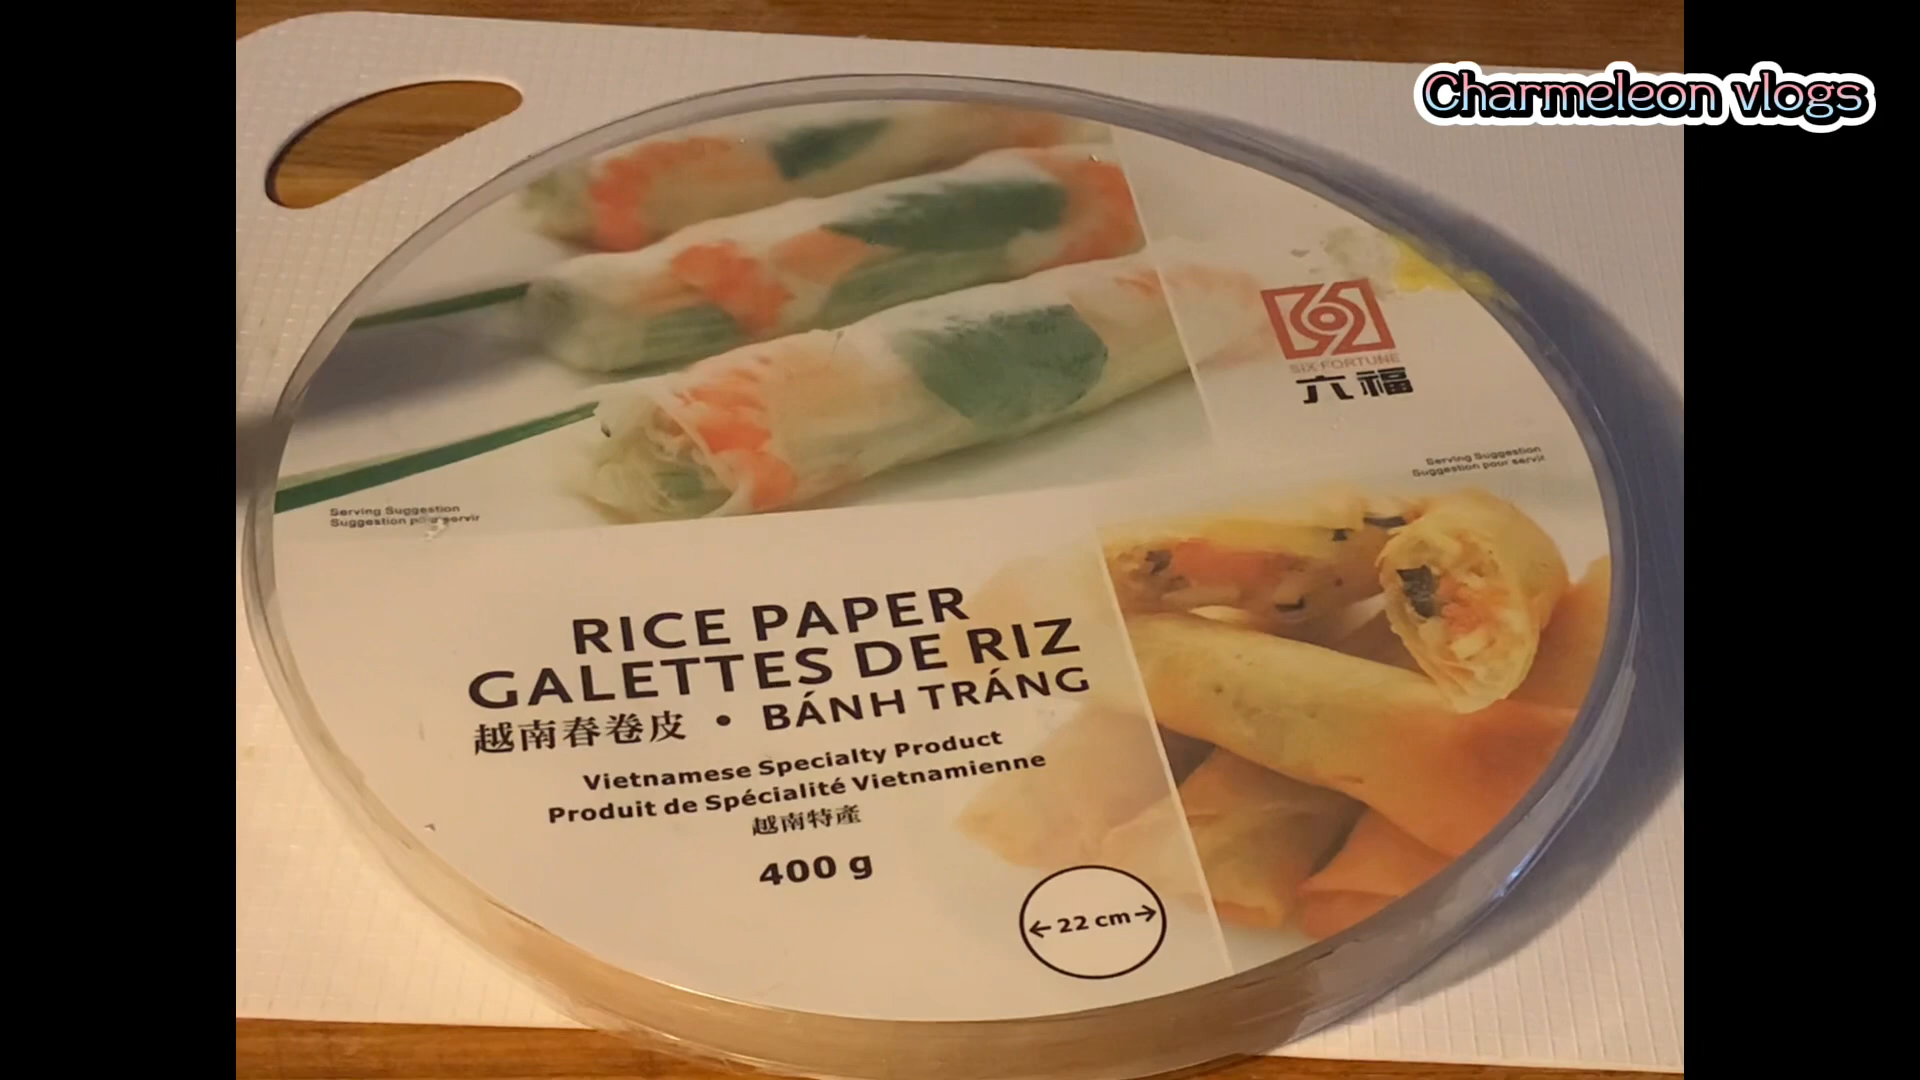 Charmeleon vlogs
SIX FORTUNE
六福
Serving Suggestion
Suggestion pour servir
Serving Suggestion
Suggestion pour servir
RICE PAPER
GALETTES DE RIZ
越南春卷皮 • BÁNH TRÁNG
Vietnamese Specialty Product
Produit de Spécialité Vietnamienne
越南特產
400 g
←22 cm→